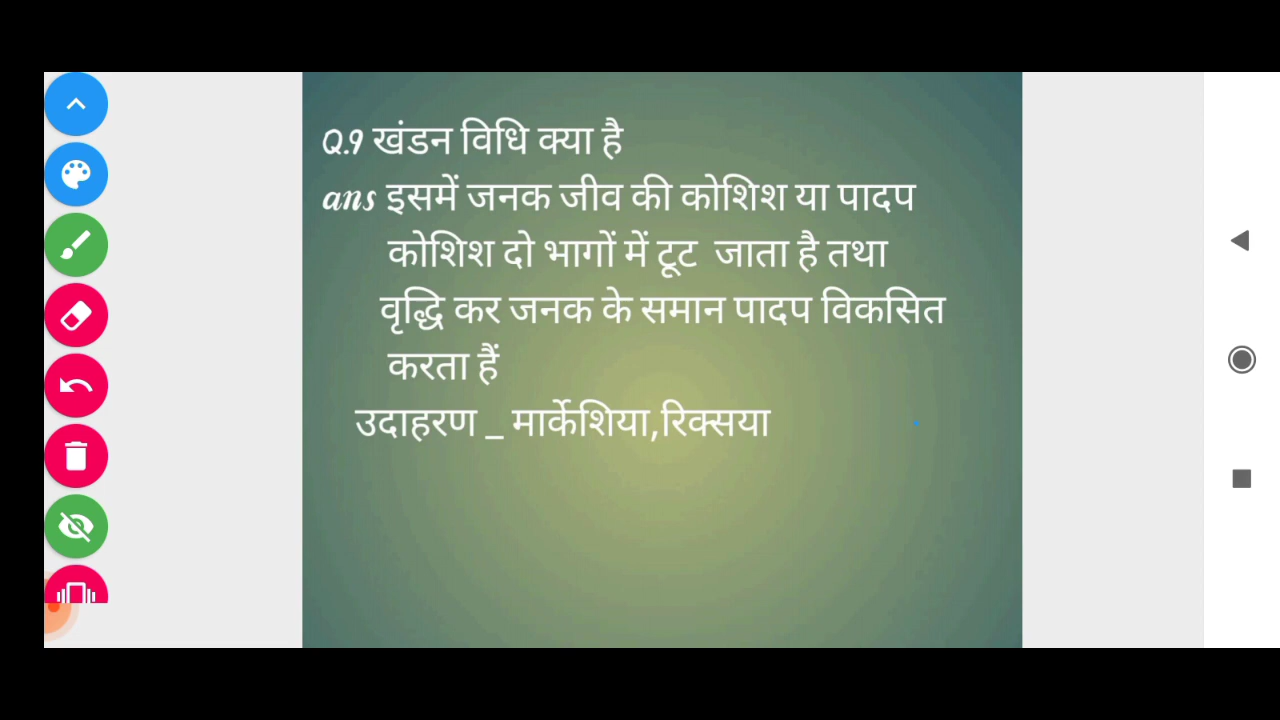 Q.9 खंडन विधि क्या है
ans इसमें जनक जीव की कोशिश या पादप
कोशिश दो भागों में टूट जाता है तथा
वृद्धि कर जनक के समान पादप विकसित
करता हैं
उदाहरण _ मार्केशिया,रिक्सया